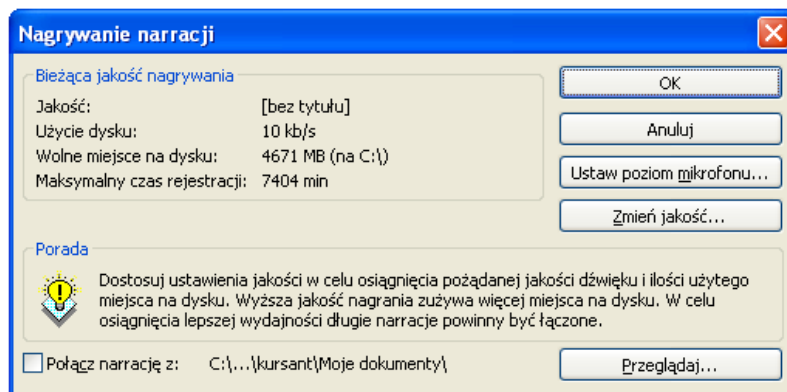 Nagrywanie narracji
Bieżąca jakość nagrywania
Jakość: [bez tytułu]
Użycie dysku: 10 kb/s
Wolne miejsce na dysku: 4671 MB (na C:\)
Maksymalny czas rejestracji: 7404 min
OK
Anuluj
Ustaw poziom mikrofonu...
Zmień jakość...
Porada
Dostosuj ustawienia jakości w celu osiągnięcia pożądanej jakości dźwięku i ilości użytego
miejsca na dysku. Wyższa jakość nagrania zużywa więcej miejsca na dysku. W celu
osiągnięcia lepszej wydajności długie narracje powinny być łączone.
Połącz narrację z: C:\...\kursant\Moje dokumenty\
Przeglądaj...